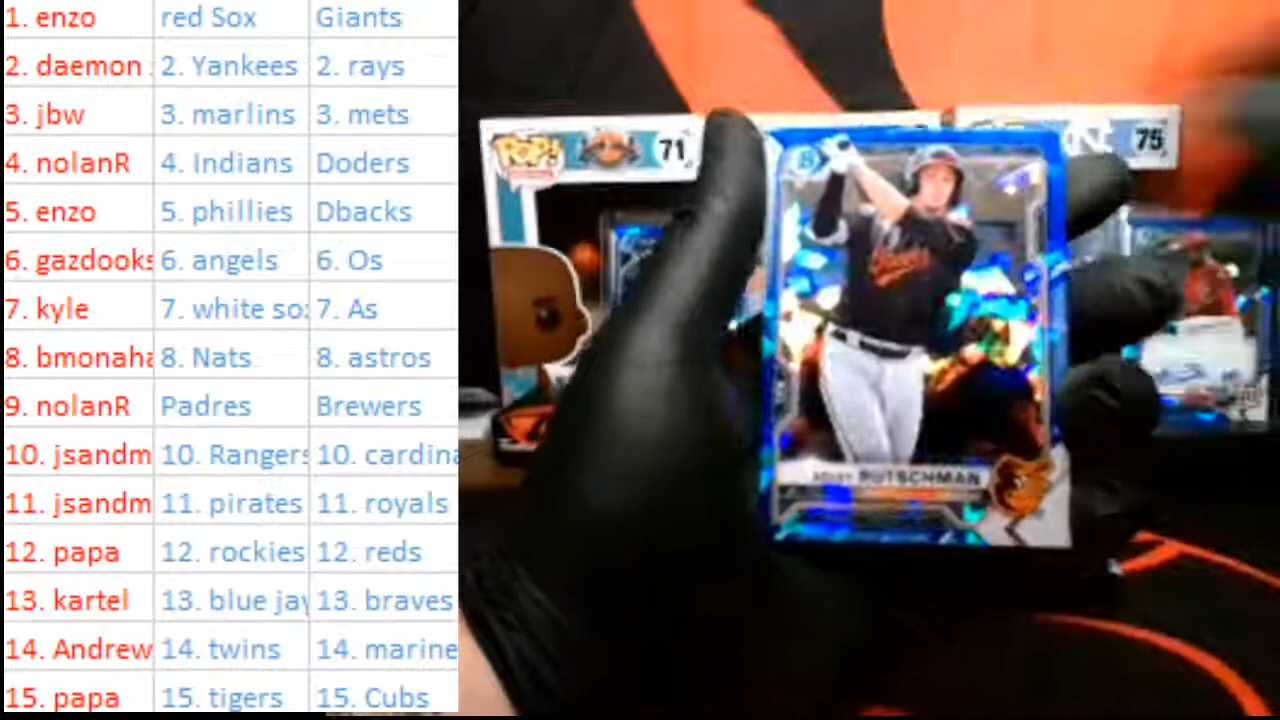 1. enzo red Sox Giants
2. daemon 2. Yankees 2. rays
3. jbw 3. marlins 3. mets
4. nolanR 4. Indians Doders
5. enzo 5. phillies Dbacks
6. gazdooks 6. angels 6. Os
7. kyle 7. white so 7. As
8. bmonaha 8. Nats 8. astros
9. nolanR Padres Brewers
10. jsandm 10. Rangers 10. cardina
11. jsandm 11. pirates 11. royals
12. papa 12. rockies 12. reds
13. kartel 13. blue jay 13. braves
14. Andrew 14. twins 14. marine
15. papa 15. tigers 15. Cubs
POP! 71
75
B
RUTSCHMAN